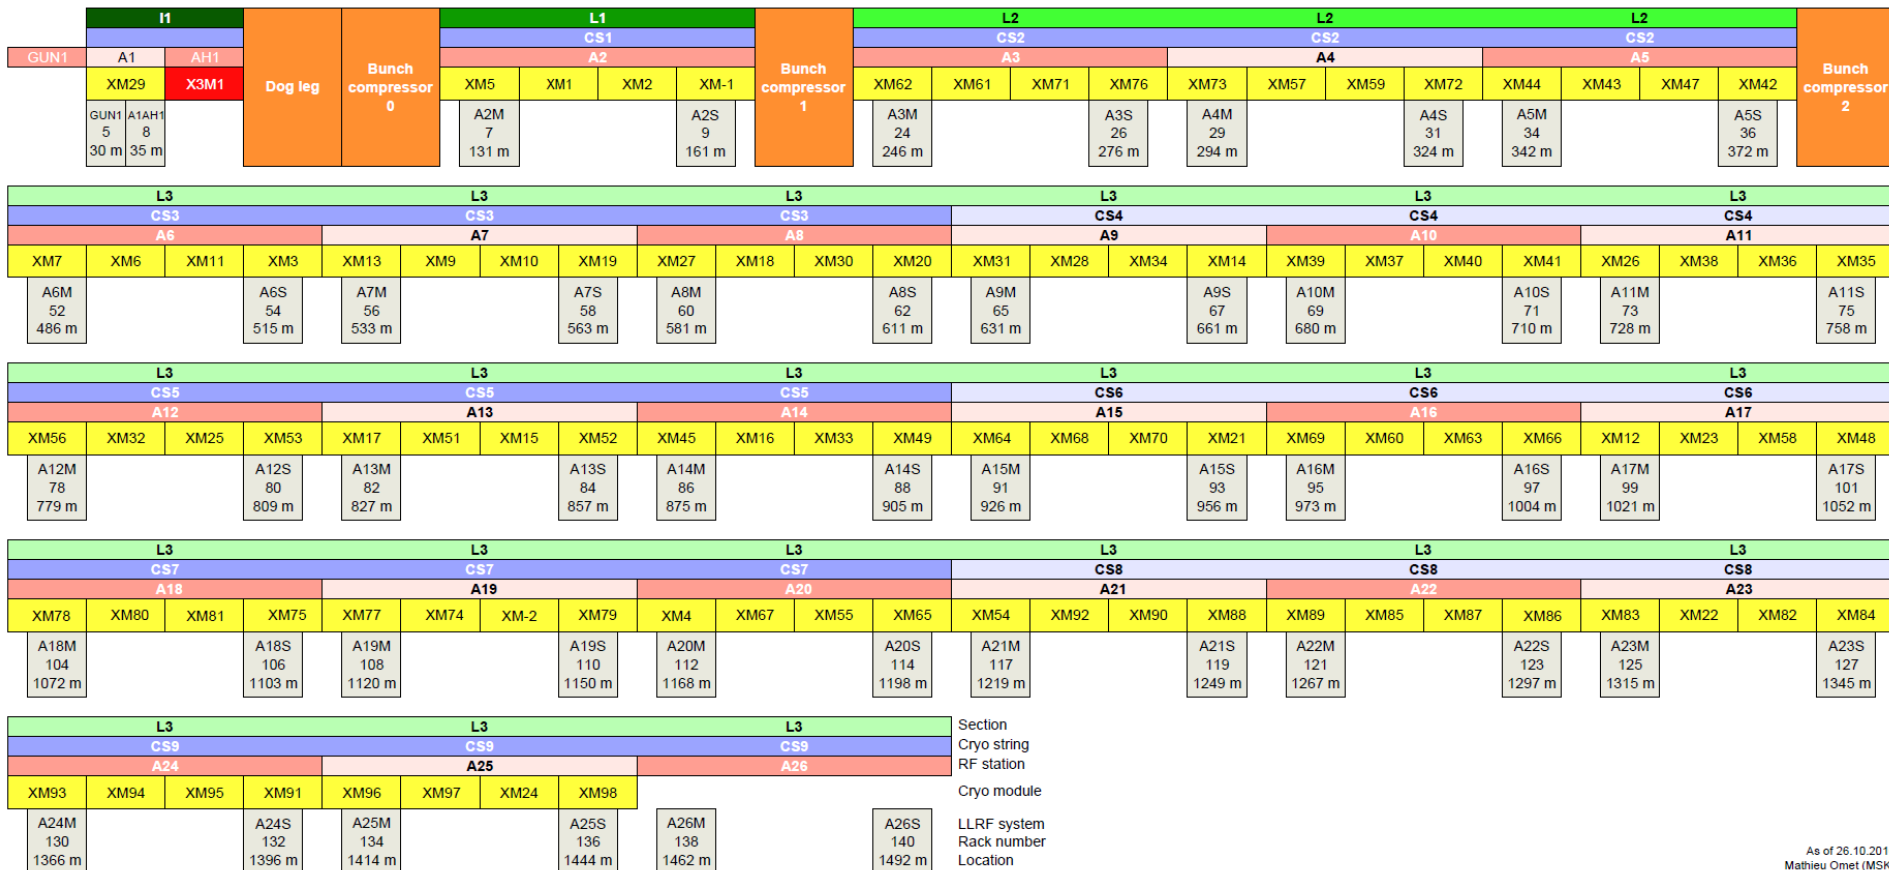 I1 L1 L2 L2 L2
CS1 CS2 CS2 CS2
GUN1 A1 AH1 A2 A3 A4 A5
XM29 X3M1 Dog leg Bunch compressor 0 XM5 XM1 XM2 XM-1 Bunch compressor 1 XM62 XM61 XM71 XM76 XM73 XM57 XM59 XM72 XM44 XM43 XM47 XM42 Bunch compressor 2
GUN1 A1AH1 A2M A2S A3M A3S A4M A4S A5M A5S
5 8 7 9 24 26 29 31 34 36
30 m 35 m 131 m 161 m 246 m 276 m 294 m 324 m 342 m 372 m
L3 L3 L3 L3 L3 L3
CS3 CS3 CS3 CS4 CS4 CS4
A6 A7 A8 A9 A10 A11
XM7 XM6 XM11 XM3 XM13 XM9 XM10 XM19 XM27 XM18 XM30 XM20 XM31 XM28 XM34 XM14 XM39 XM37 XM40 XM41 XM26 XM38 XM36 XM35
A6M A6S A7M A7S A8M A8S A9M A9S A10M A10S A11M A11S
52 54 56 58 60 62 65 67 69 71 73 75
486 m 515 m 533 m 563 m 581 m 611 m 631 m 661 m 680 m 710 m 728 m 758 m
L3 L3 L3 L3 L3 L3
CS5 CS5 CS5 CS6 CS6 CS6
A12 A13 A14 A15 A16 A17
XM56 XM32 XM25 XM53 XM17 XM51 XM15 XM52 XM45 XM16 XM33 XM49 XM64 XM68 XM70 XM21 XM69 XM60 XM63 XM66 XM12 XM23 XM58 XM48
A12M A12S A13M A13S A14M A14S A15M A15S A16M A16S A17M A17S
78 80 82 84 86 88 91 93 95 97 99 101
779 m 809 m 827 m 857 m 875 m 905 m 926 m 956 m 973 m 1004 m 1021 m 1052 m
L3 L3 L3 L3 L3 L3
CS7 CS7 CS7 CS8 CS8 CS8
A18 A19 A20 A21 A22 A23
XM78 XM80 XM81 XM75 XM77 XM74 XM-2 XM79 XM4 XM67 XM55 XM65 XM54 XM92 XM90 XM88 XM89 XM85 XM87 XM86 XM83 XM22 XM82 XM84
A18M A18S A19M A19S A20M A20S A21M A21S A22M A22S A23M A23S
104 106 108 110 112 114 117 119 121 123 125 127
1072 m 1103 m 1120 m 1150 m 1168 m 1198 m 1219 m 1249 m 1267 m 1297 m 1315 m 1345 m
L3 L3 L3 Section
CS9 CS9 CS9 Cryo string
A24 A25 A26 RF station
XM93 XM94 XM95 XM91 XM96 XM97 XM24 XM98 Cryo module
A24M A24S A25M A25S A26M A26S LLRF system
130 132 134 136 138 140 Rack number
1366 m 1396 m 1414 m 1444 m 1462 m 1492 m Location
As of 26.10.201
Mathieu Omet (MSK